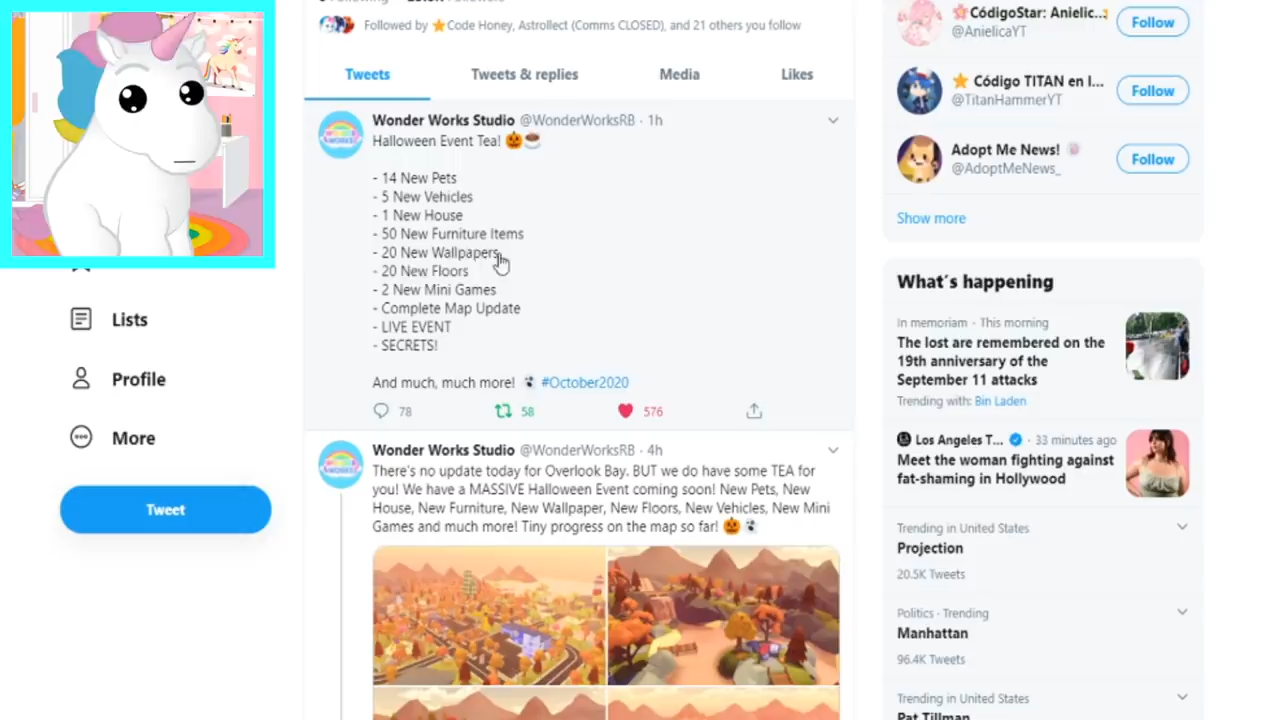 Followed by ⭐Code Honey, Astrollect (Comms CLOSED), and 21 others you follow
Tweets
Tweets & replies
Media
Likes
Wonder Works Studio @WonderWorksRB · 1h
Halloween Event Tea! 🎃☕
- 14 New Pets
- 5 New Vehicles
- 1 New House
- 50 New Furniture Items
- 20 New Wallpapers
- 20 New Floors
- 2 New Mini Games
- Complete Map Update
- LIVE EVENT
- SECRETS!
And much, much more! #October2020
78
58
576
Wonder Works Studio @WonderWorksRB · 4h
There's no update today for Overlook Bay. BUT we do have some TEA for
you! We have a MASSIVE Halloween Event coming soon! New Pets, New
House, New Furniture, New Wallpaper, New Floors, New Vehicles, New Mini
Games and much more! Tiny progress on the map so far! 🎃
Lists
Profile
More
Tweet
CódigoStar: Anielic...
@AnielicaYT
Follow
⭐ Código TITAN en l...
@TitanHammerYT
Follow
Adopt Me News!
@AdoptMeNews_
Follow
Show more
What's happening
In memoriam · This morning
The lost are remembered on the
19th anniversary of the
September 11 attacks
Trending with: Bin Laden
Los Angeles T... · 33 minutes ago
Meet the woman fighting against
fat-shaming in Hollywood
Trending in United States
Projection
20.5K Tweets
Politics · Trending
Manhattan
96.4K Tweets
Trending in United States
Pat Tillman